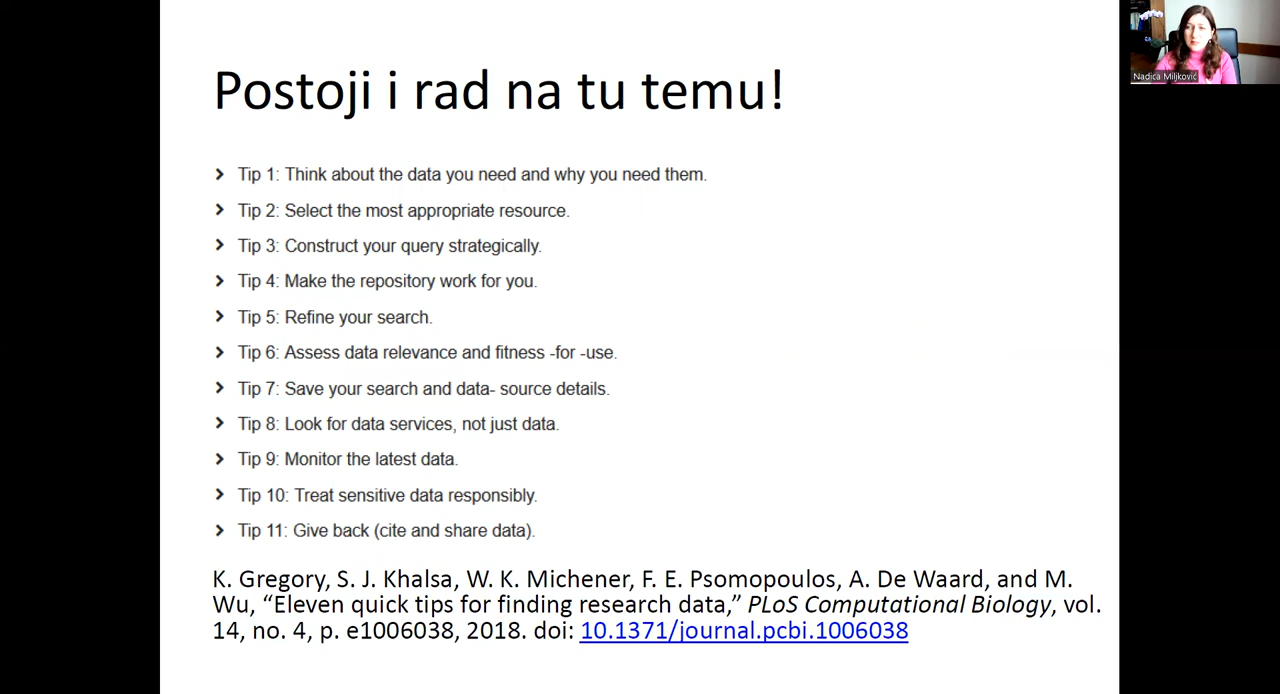 Postoji i rad na tu temu!
Tip 1: Think about the data you need and why you need them.
Tip 2: Select the most appropriate resource.
Tip 3: Construct your query strategically.
Tip 4: Make the repository work for you.
Tip 5: Refine your search.
Tip 6: Assess data relevance and fitness -for -use.
Tip 7: Save your search and data- source details.
Tip 8: Look for data services, not just data.
Tip 9: Monitor the latest data.
Tip 10: Treat sensitive data responsibly.
Tip 11: Give back (cite and share data).
K. Gregory, S. J. Khalsa, W. K. Michener, F. E. Psomopoulos, A. De Waard, and M.
Wu, “Eleven quick tips for finding research data,” PLoS Computational Biology, vol.
14, no. 4, p. e1006038, 2018. doi: 10.1371/journal.pcbi.1006038
Nadica Miljković